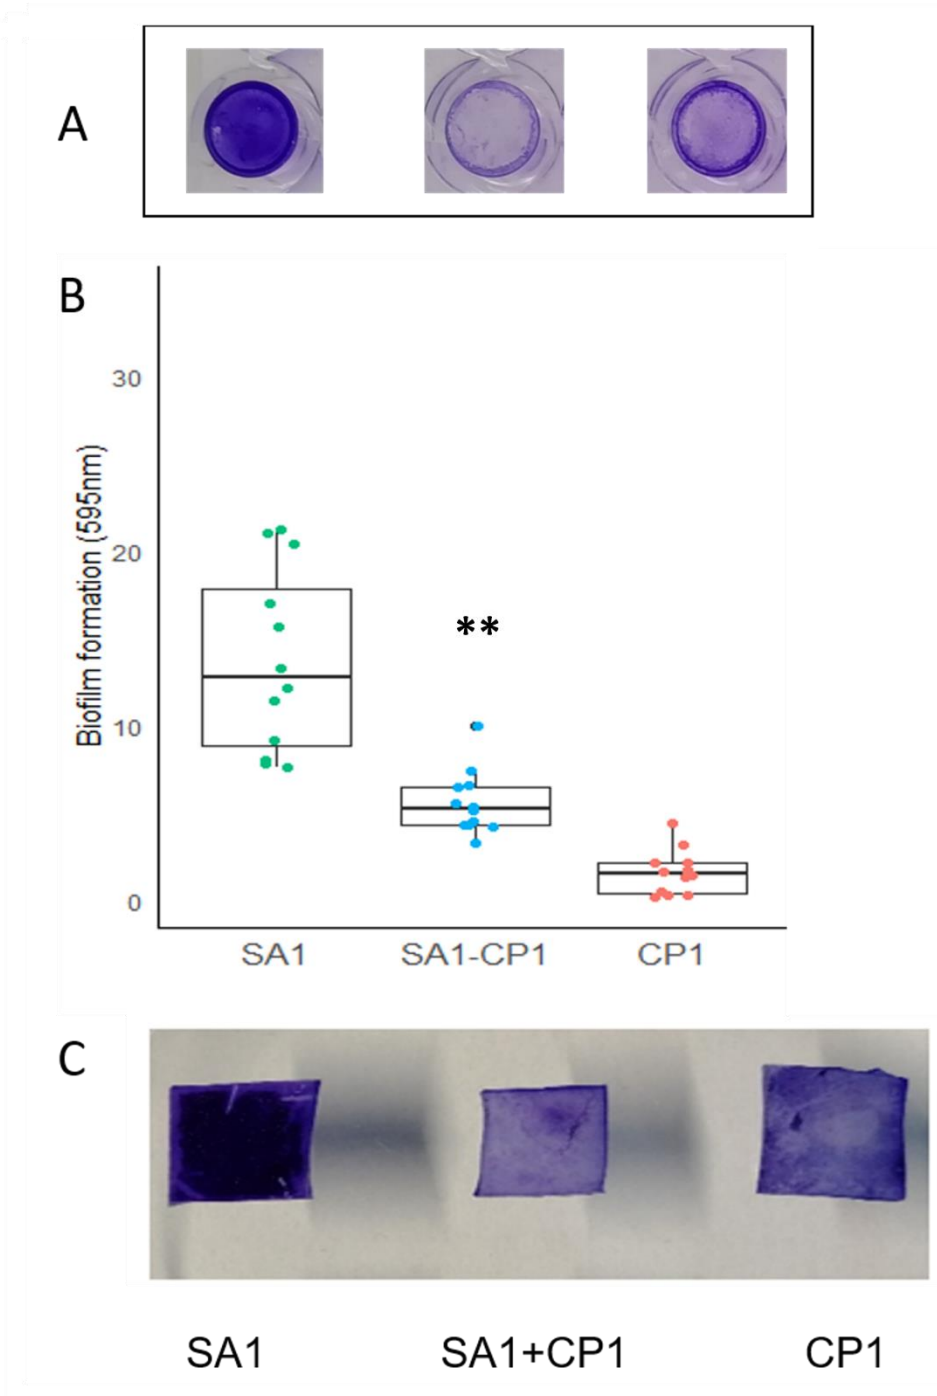 A
B
Biofilm formation (595nm)
30
20
10
0
**
SA1 SA1-CP1 CP1
C
SA1 SA1+CP1 CP1